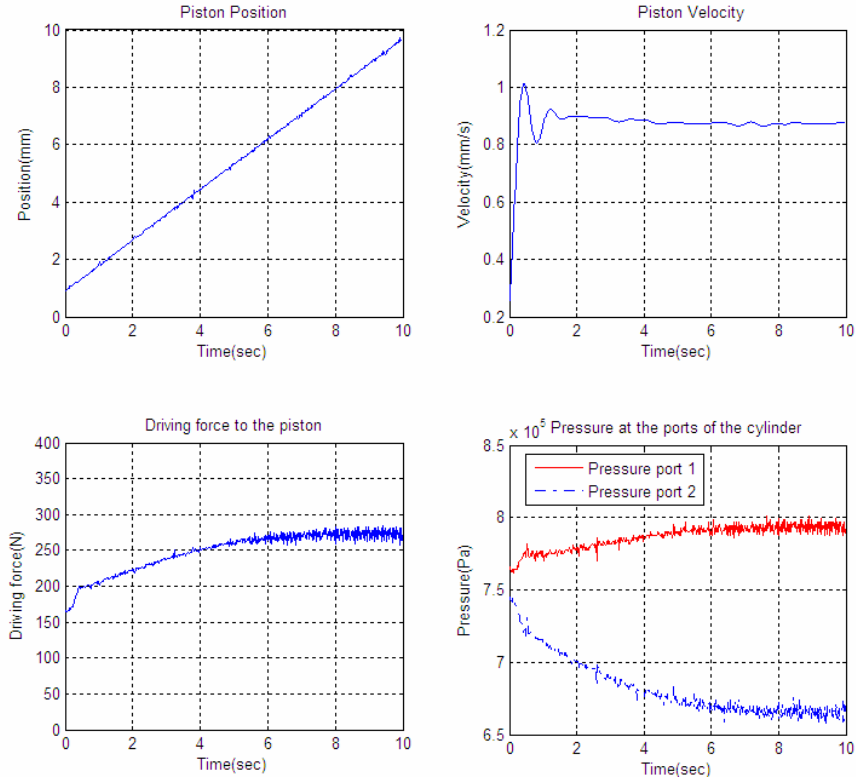 Piston Position
Position(mm)
10
8
6
4
2
0
0 2 4 6 8 10
Time(sec)
Piston Velocity
Velocity(mm/s)
1.2
1
0.8
0.6
0.4
0.2
0 2 4 6 8 10
Time(sec)
Driving force to the piston
Driving force(N)
400
350
300
250
200
150
100
50
0
0 2 4 6 8 10
Time(sec)
x 10^5 Pressure at the ports of the cylinder
Pressure(Pa)
8.5
8
7.5
7
6.5
Pressure port 1
Pressure port 2
0 2 4 6 8 10
Time(sec)